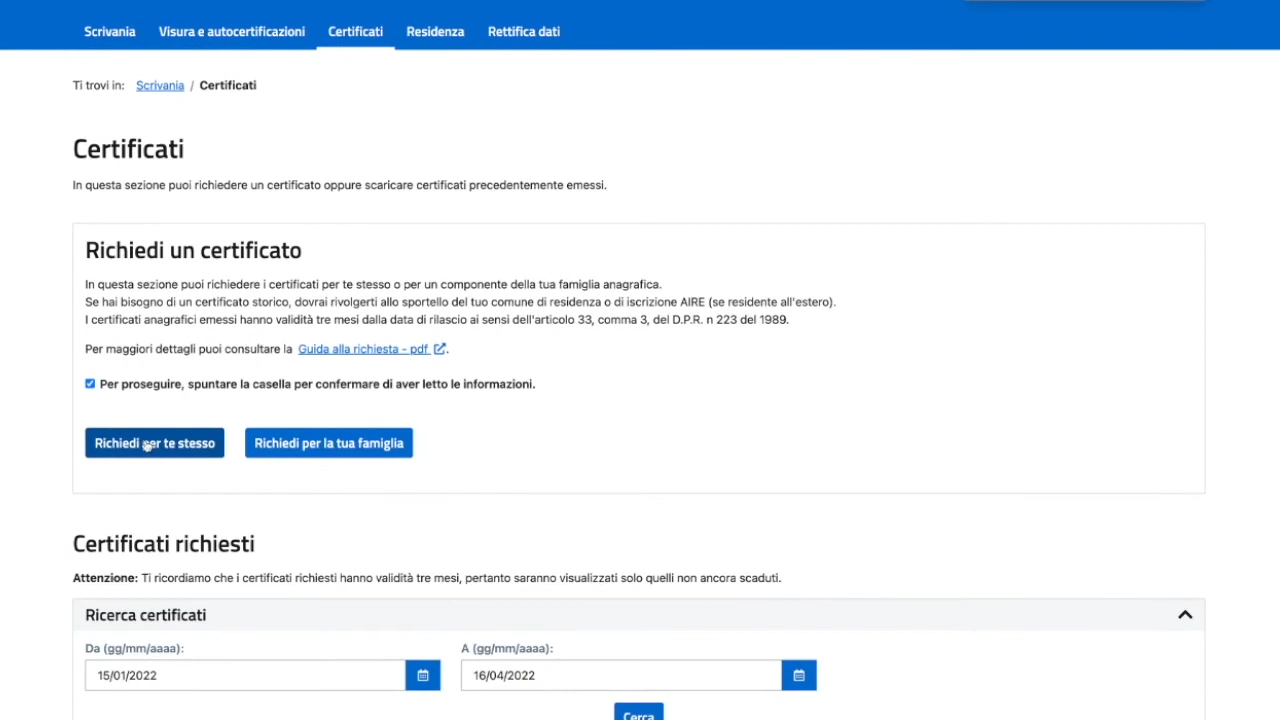 Scrivania Visura e autocertificazioni Certificati Residenza Rettifica dati
Ti trovi in: Scrivania / Certificati
Certificati
In questa sezione puoi richiedere un certificato oppure scaricare certificati precedentemente emessi.
Richiedi un certificato
In questa sezione puoi richiedere i certificati per te stesso o per un componente della tua famiglia anagrafica.
Se hai bisogno di un certificato storico, dovrai rivolgerti allo sportello del tuo comune di residenza o di iscrizione AIRE (se residente all'estero).
I certificati anagrafici emessi hanno validità tre mesi dalla data di rilascio ai sensi dell'articolo 33, comma 3, del D.P.R. n 223 del 1989.
Per maggiori dettagli puoi consultare la Guida alla richiesta - pdf .
Per proseguire, spuntare la casella per confermare di aver letto le informazioni.
Richiedi per te stesso Richiedi per la tua famiglia
Certificati richiesti
Attenzione: Ti ricordiamo che i certificati richiesti hanno validità tre mesi, pertanto saranno visualizzati solo quelli non ancora scaduti.
Ricerca certificati
Da (gg/mm/aaaa): A (gg/mm/aaaa):
15/01/2022 16/04/2022
Cerca